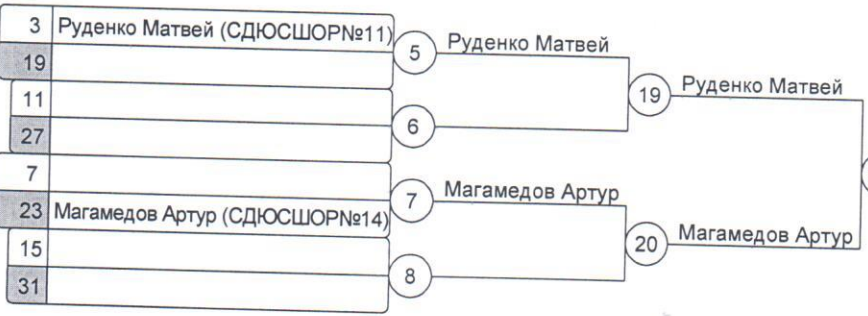 3 Руденко Матвей (СДЮСШОР№11)
19
5 Руденко Матвей
11
27
6
19 Руденко Матвей
7
23 Магамедов Артур (СДЮСШОР№14)
7 Магамедов Артур
15
31
8
20 Магамедов Артур